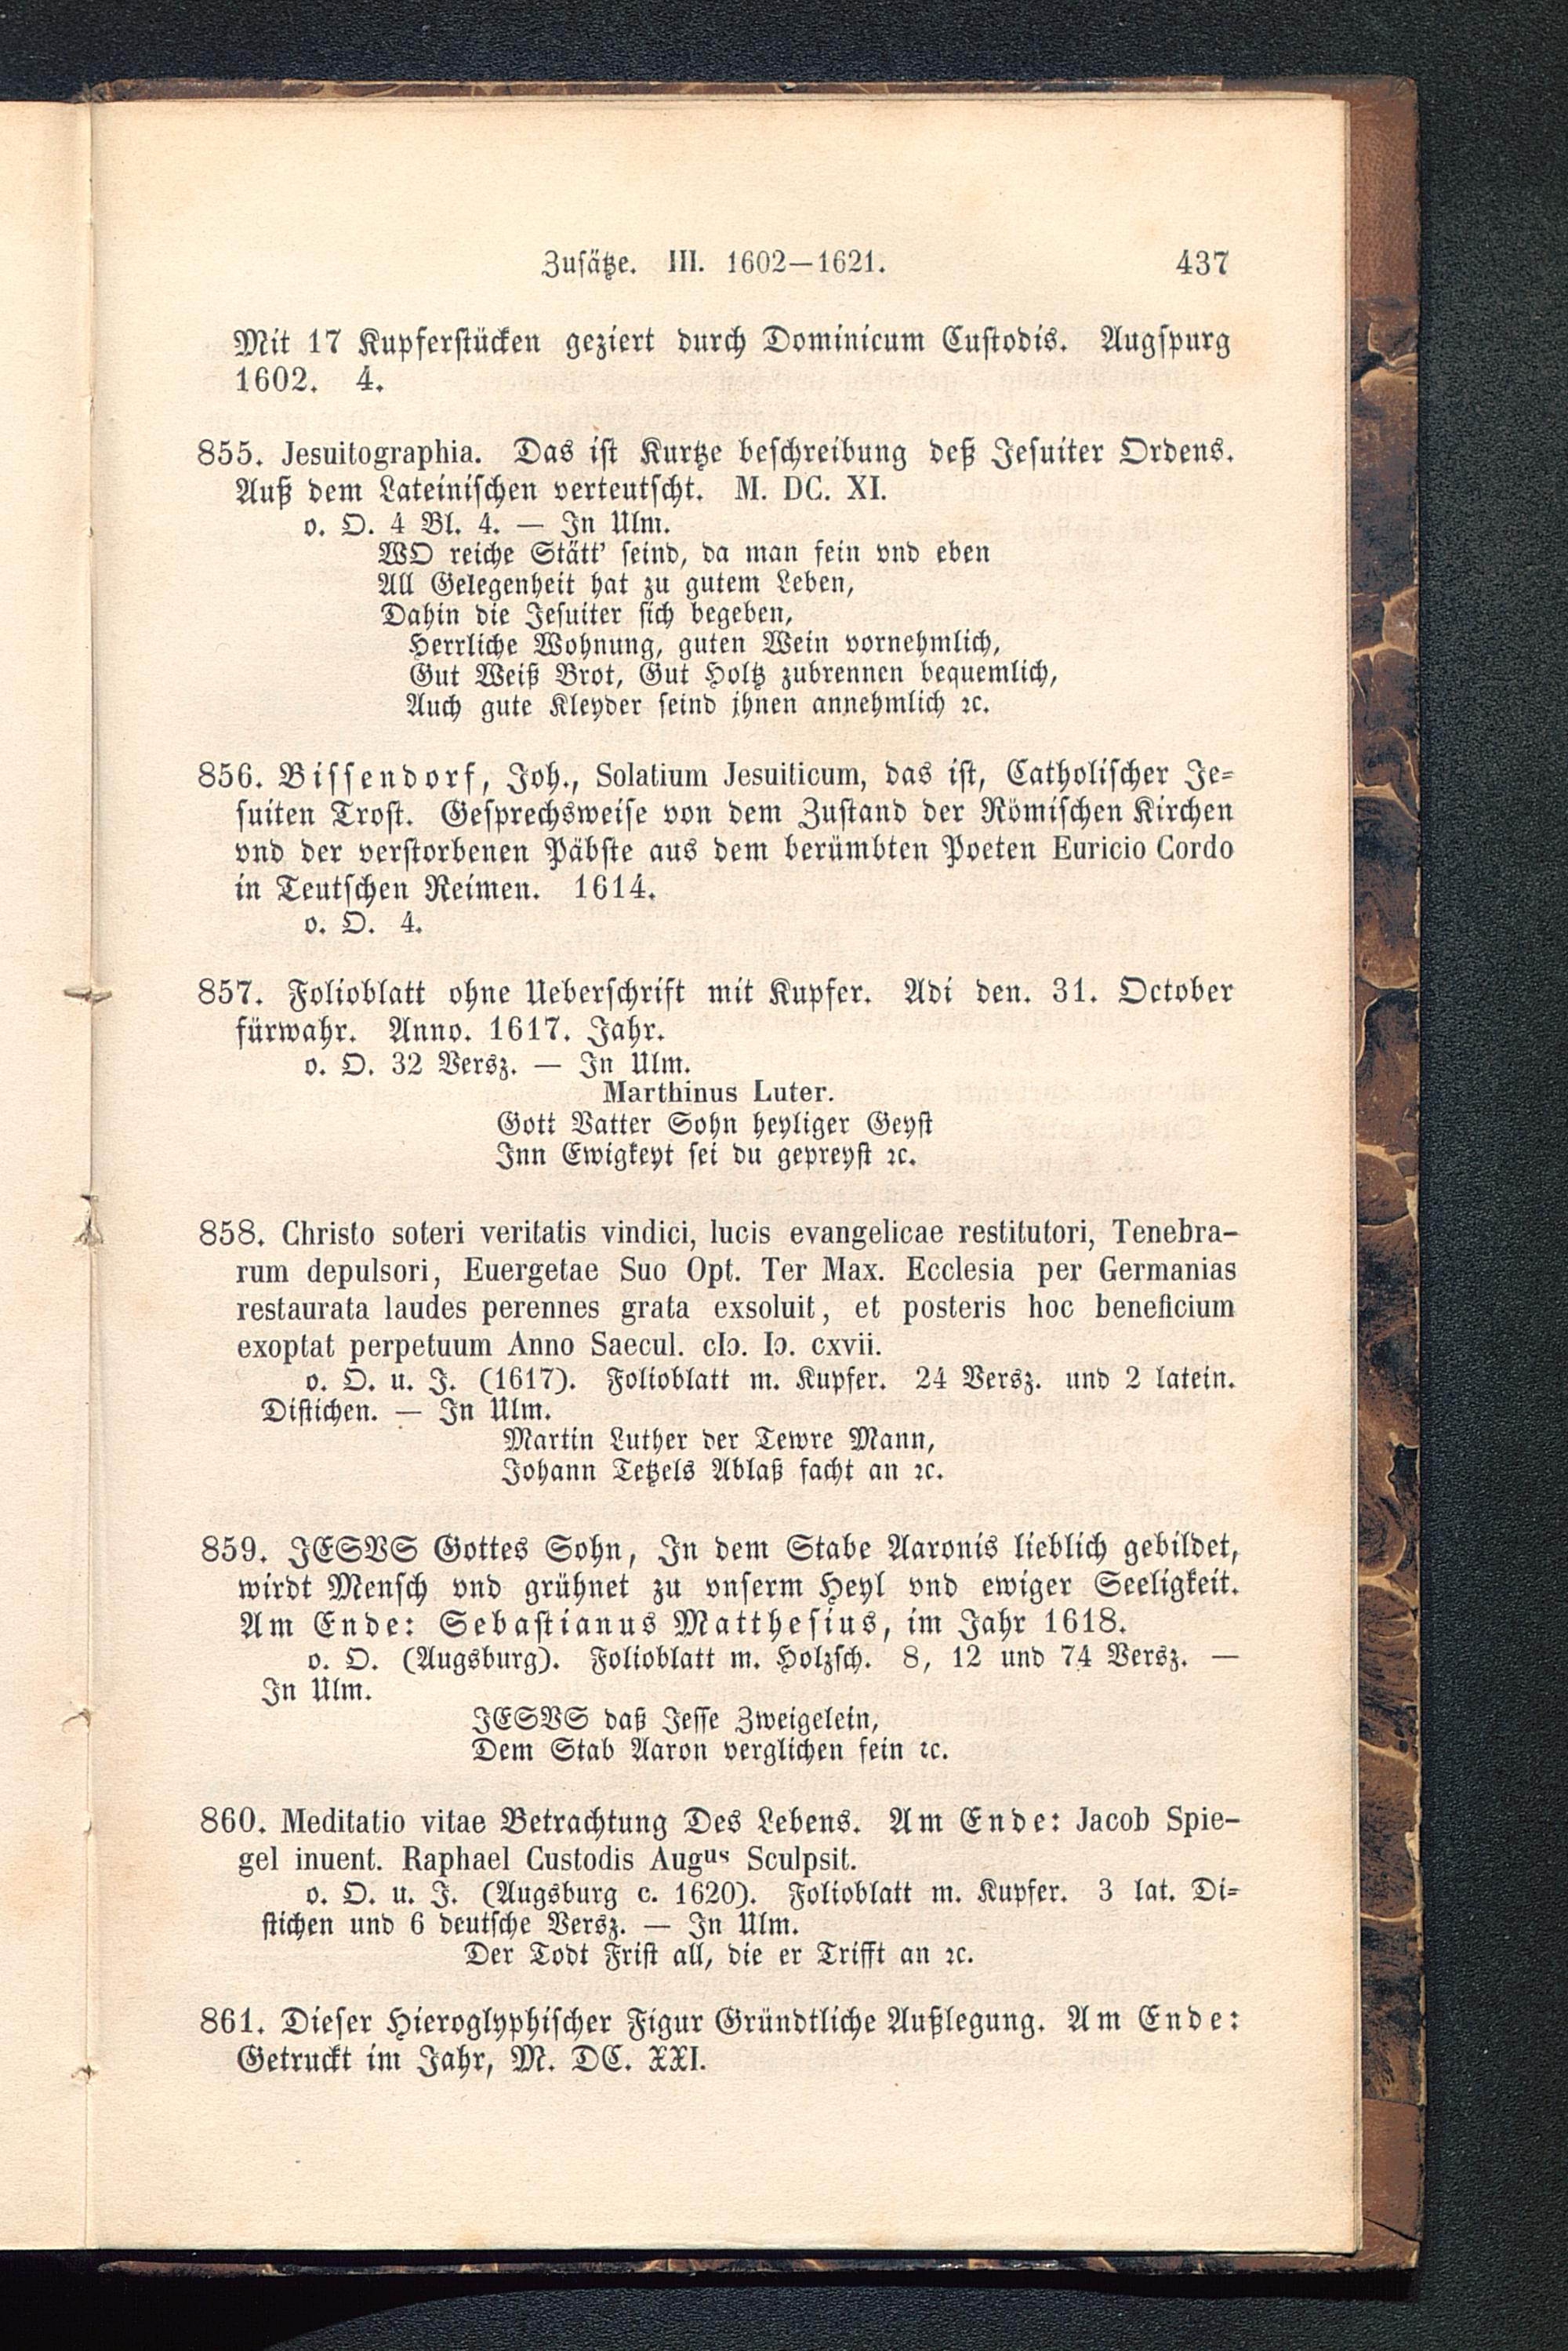 Zusätze. III. 1602—1621. 437
Mit 17 Kupferstücken geziert durch Dominicum Custodis. Augspurg
1602. 4.
855. Jesuitographia. Das ist Kurtze beschreibung deß Jesuiter Ordens.
Auß dem Lateinischen verteutscht. M. DC. XI.
o. O. 4 Bl. 4. — In Ulm.
WO reiche Stätt' seind, da man fein vnd eben
All Gelegenheit hat zu gutem Leben,
Dahin die Jesuiter sich begeben,
Herrliche Wohnung, guten Wein vornehmlich,
Gut Weiß Brot, Gut Holtz zubrennen bequemlich,
Auch gute Kleyder seind jhnen annehmlich ꝛc.
856. Bissendorf, Joh., Solatium Jesuiticum, das ist, Catholischer Je-
suiten Trost. Gesprechsweise von dem Zustand der Römischen Kirchen
vnd der verstorbenen Päbste aus dem berümbten Poeten Euricio Cordo
in Teutschen Reimen. 1614.
o. O. 4.
857. Folioblatt ohne Ueberschrift mit Kupfer. Adi den. 31. October
fürwahr. Anno. 1617. Jahr.
o. O. 32 Versz. — In Ulm.
Marthinus Luter.
Gott Vatter Sohn heyliger Geyst
Inn Ewigkeyt sei du gepreyst ꝛc.
858. Christo soteri veritatis vindici, lucis evangelicae restitutori, Tenebra-
rum depulsori, Euergetae Suo Opt. Ter Max. Ecclesia per Germanias
restaurata laudes perennes grata exsoluit, et posteris hoc beneficium
exoptat perpetuum Anno Saecul. cIɔ. Iɔ. cxvii.
o. O. u. J. (1617). Folioblatt m. Kupfer. 24 Versz. und 2 latein.
Distichen. — In Ulm.
Martin Luther der Tewre Mann,
Johann Tetzels Ablaß facht an ꝛc.
859. JESVS Gottes Sohn, In dem Stabe Aaronis lieblich gebildet,
wirdt Mensch vnd grühnet zu vnserm Heyl vnd ewiger Seeligkeit.
Am Ende: Sebastianus Matthesius, im Jahr 1618.
o. O. (Augsburg). Folioblatt m. Holzsch. 8, 12 und 74 Versz. —
In Ulm.
JESVS daß Jesse Zweigelein,
Dem Stab Aaron verglichen fein ꝛc.
860. Meditatio vitae Betrachtung Des Lebens. Am Ende: Jacob Spie-
gel inuent. Raphael Custodis Augᵘˢ Sculpsit.
o. O. u. J. (Augsburg c. 1620). Folioblatt m. Kupfer. 3 lat. Di-
stichen und 6 deutsche Versz. — In Ulm.
Der Todt Frist all, die er Trifft an ꝛc.
861. Dieser Hieroglyphischer Figur Gründtliche Außlegung. Am Ende:
Getruckt im Jahr, M. DC. XXI.